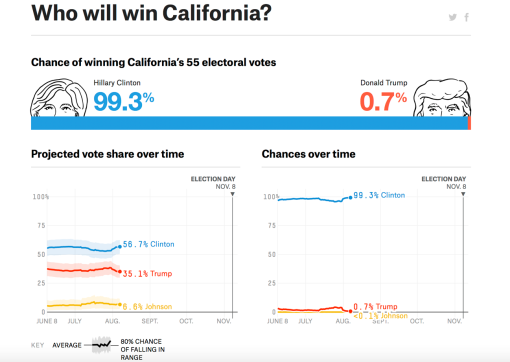 Who will win California?
Chance of winning California's 55 electoral votes
Hillary Clinton
99.3%
Donald Trump
0.7%
Projected vote share over time
ELECTION DAY
NOV. 8
100%
75
50
25
0
56.7% Clinton
35.1% Trump
6.8% Johnson
JUNE 8 JULY AUG. SEPT. OCT. NOV.
Chances over time
ELECTION DAY
NOV. 8
100%
75
50
25
0
99.3% Clinton
0.7% Trump
<0.1% Johnson
JUNE 8 JULY AUG. SEPT. OCT. NOV.
KEY AVERAGE 80% CHANCE
OF FALLING IN
RANGE